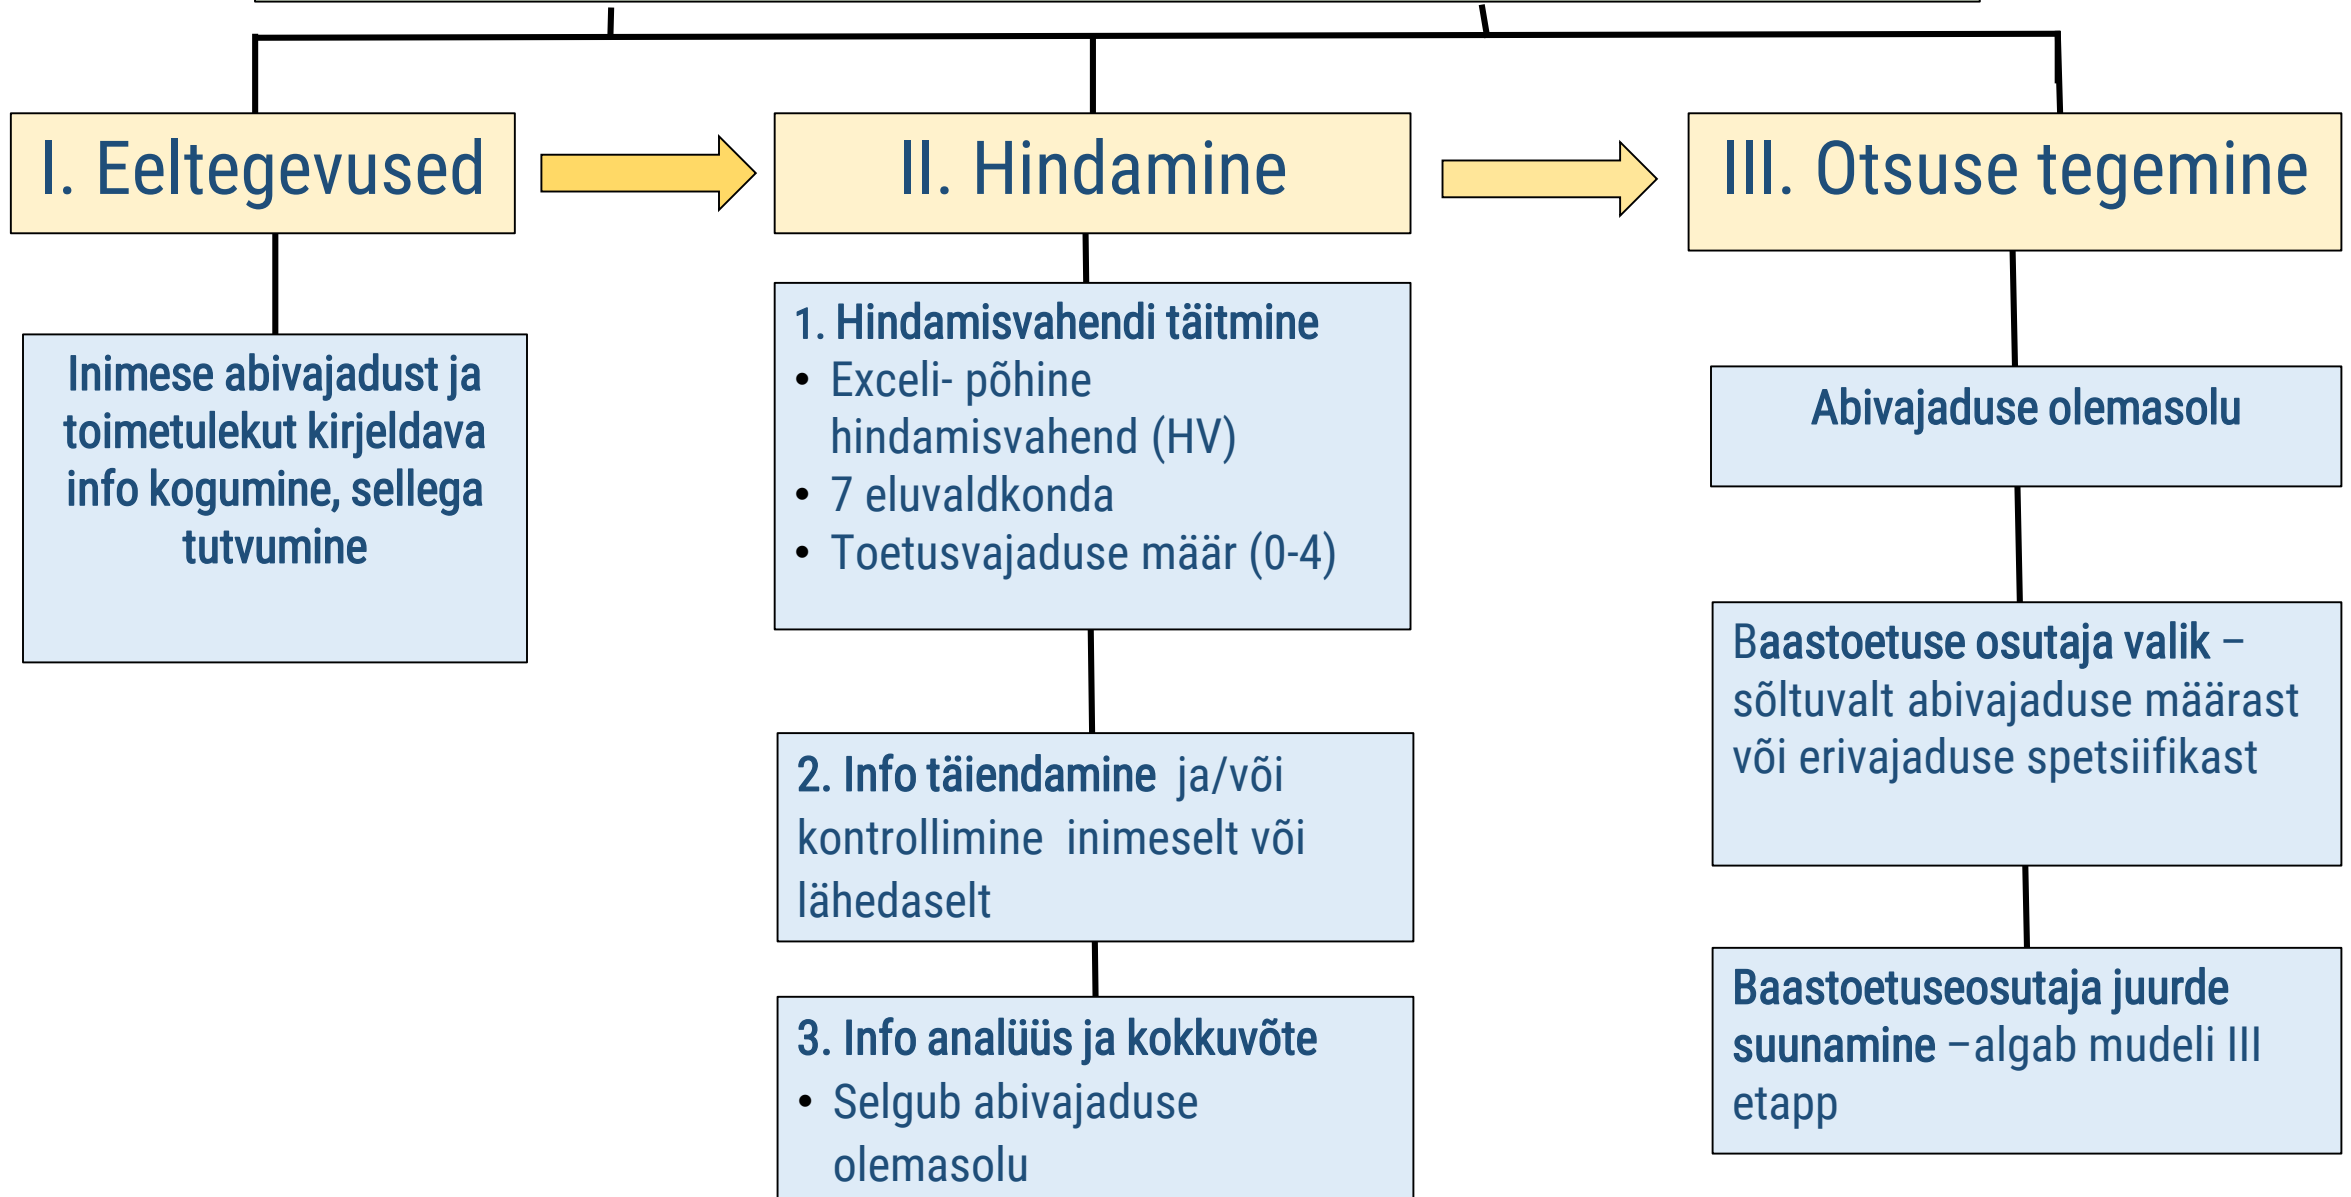 I. Eeltegevused
Inimese abivajadust ja
toimetulekut kirjeldava
info kogumine, sellega
tutvumine
II. Hindamine
1. Hindamisvahendi täitmine
• Exceli- põhine
hindamisvahend (HV)
• 7 eluvaldkonda
• Toetusvajaduse määr (0-4)
2. Info täiendamine ja/või
kontrollimine inimeselt või
lähedaselt
3. Info analüüs ja kokkuvõte
• Selgub abivajaduse
olemasolu
III. Otsuse tegemine
Abivajaduse olemasolu
Baastoetuse osutaja valik –
sõltuvalt abivajaduse määrast
või erivajaduse spetsiifikast
Baastoetuseosutaja juurde
suunamine –algab mudeli III
etapp